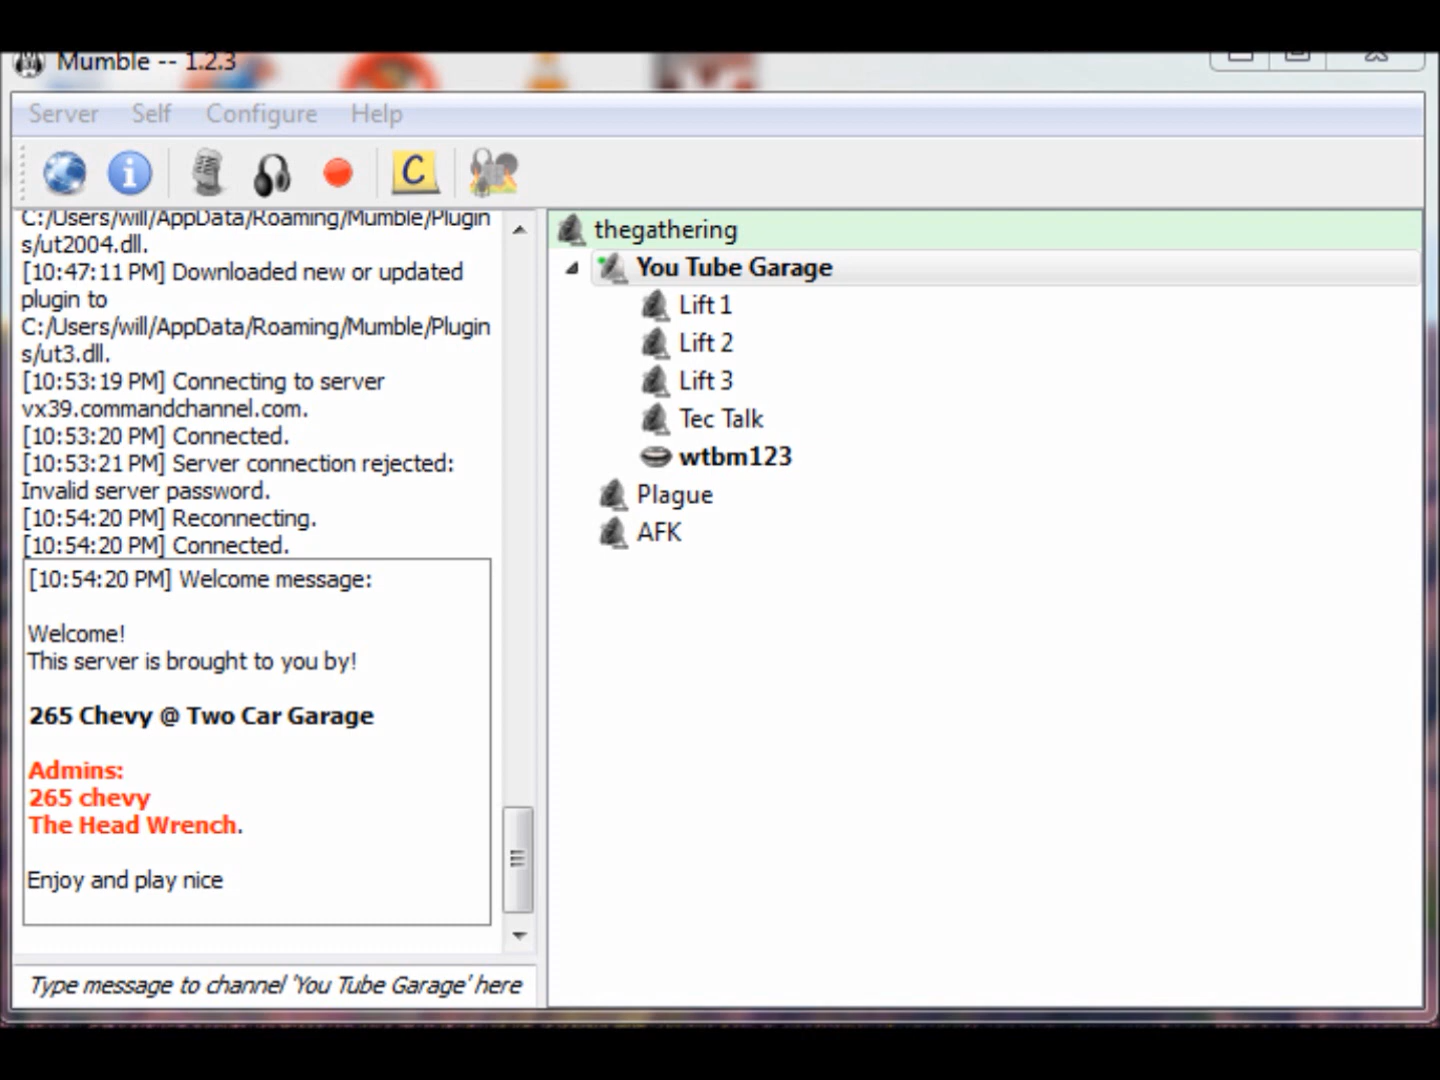 Mumble -- 1.2.3
Server Self Configure Help
C
C:/Users/will/AppData/Roaming/Mumble/Plugin
s/ut2004.dll.
[10:47:11 PM] Downloaded new or updated
plugin to
C:/Users/will/AppData/Roaming/Mumble/Plugin
s/ut3.dll.
[10:53:19 PM] Connecting to server
vx39.commandchannel.com.
[10:53:20 PM] Connected.
[10:53:21 PM] Server connection rejected:
Invalid server password.
[10:54:20 PM] Reconnecting.
[10:54:20 PM] Connected.
[10:54:20 PM] Welcome message:
Welcome!
This server is brought to you by!
265 Chevy @ Two Car Garage
Admins:
265 chevy
The Head Wrench.
Enjoy and play nice
Type message to channel 'You Tube Garage' here
thegathering
You Tube Garage
Lift 1
Lift 2
Lift 3
Tec Talk
wtbm123
Plague
AFK